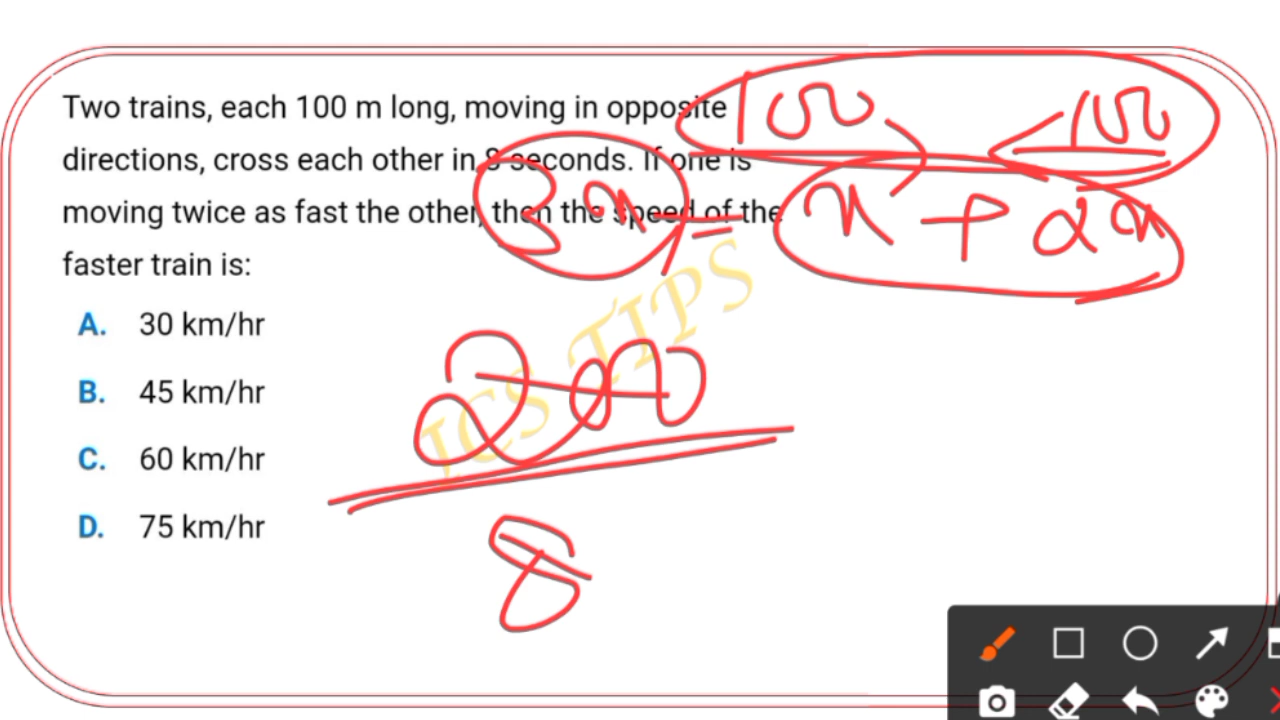 Two trains, each 100 m long, moving in opposite
directions, cross each other in 8 seconds. If one is
moving twice as fast the other, then the speed of the
faster train is:
A. 30 km/hr
B. 45 km/hr
C. 60 km/hr
D. 75 km/hr
100 100
3x = x + 2x
200
8
ICS TIPS